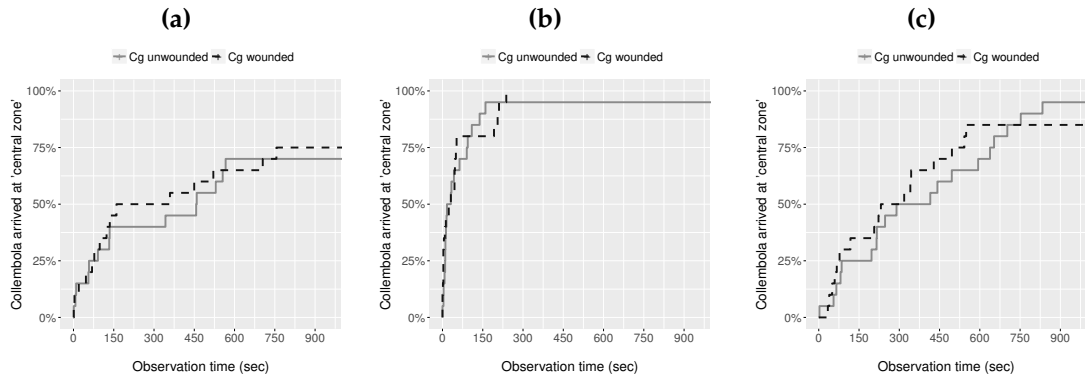 (a)
Cg unwounded Cg wounded
Collembola arrived at 'central zone'
100%
75%
50%
25%
0%
0 150 300 450 600 750 900
Observation time (sec)
(b)
Cg unwounded Cg wounded
Collembola arrived at 'central zone'
100%
75%
50%
25%
0%
0 150 300 450 600 750 900
Observation time (sec)
(c)
Cg unwounded Cg wounded
Collembola arrived at 'central zone'
100%
75%
50%
25%
0%
0 150 300 450 600 750 900
Observation time (sec)